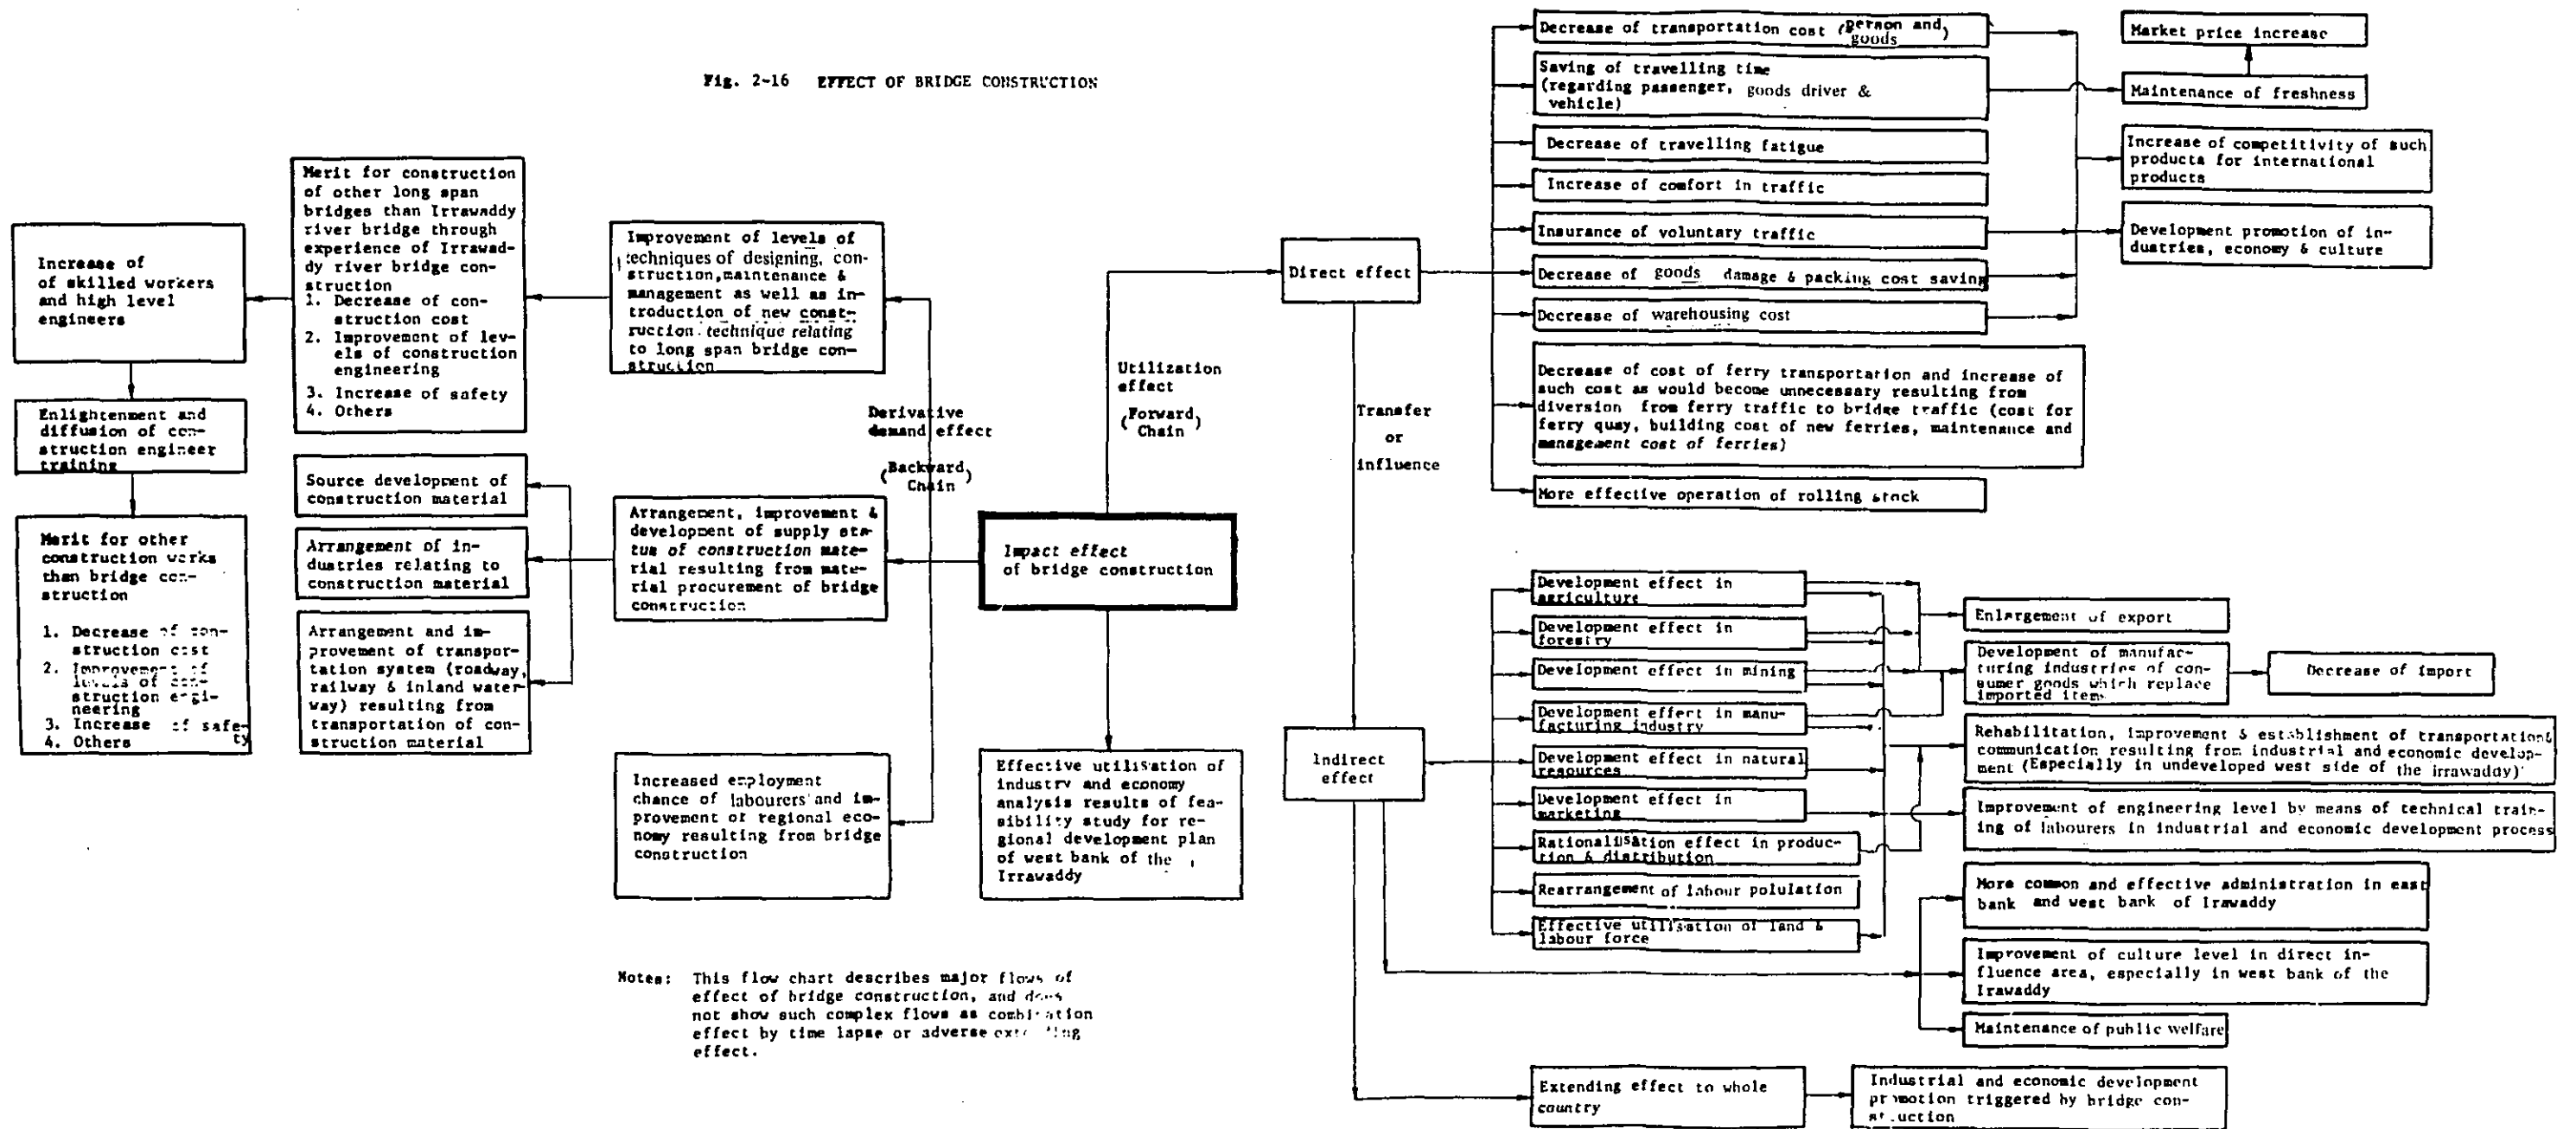 Fig. 2-16 EFFECT OF BRIDGE CONSTRUCTION
Increase of
of skilled workers
and high level
engineers
Enlightenment and
diffusion of con-
struction engineer
training
Merit for other
construction works
than bridge con-
struction
1. Decrease of con-
struction cost
2. Improvement of
levels of con-
struction engi-
neering
3. Increase of safe-
ty
4. Others
Merit for construction
of other long span
bridges than Irrawaddy
river bridge through
experience of Irrawad-
dy river bridge con-
struction
1. Decrease of con-
struction cost
2. Improvement of lev-
els of construction
engineering
3. Increase of safety
4. Others
Source development of
construction material
Arrangement of in-
dustries relating to
construction material
Arrangement and im-
provement of transpor-
tation system (roadway,
railway & inland water-
way) resulting from
transportation of con-
struction material
Improvement of levels of
techniques of designing, con-
struction, maintenance &
management as well as in-
troduction of new const-
ruction technique relating
to long span bridge con-
struction
Arrangement, improvement &
development of supply sta-
tus of construction mate-
rial resulting from mate-
rial procurement of bridge
construction
Increased employment
chance of labourers and im-
provement of regional eco-
nomy resulting from bridge
construction
Derivative
demand effect
(Backward)
Chain
Utilization
effect
(Forward)
Chain
Impact effect
of bridge construction
Effective utilisation of
industry and economy
analysis results of fea-
sibility study for re-
gional development plan
of west bank of the
Irrawaddy
Direct effect
Transfer
or
influence
Indirect
effect
Decrease of transportation cost (person and)
goods
Saving of travelling time
(regarding passenger, goods driver &
vehicle)
Decrease of travelling fatigue
Increase of comfort in traffic
Insurance of voluntary traffic
Decrease of goods damage & packing cost saving
Decrease of warehousing cost
Decrease of cost of ferry transportation and increase of
such cost as would become unnecessary resulting from
diversion from ferry traffic to bridge traffic (cost for
ferry quay, building cost of new ferries, maintenance and
management cost of ferries)
More effective operation of rolling stock
Market price increase
Maintenance of freshness
Increase of competitivity of such
products for international
products
Development promotion of in-
dustries, economy & culture
Development effect in
agriculture
Development effect in
forestry
Development effect in mining
Development effect in manu-
facturing industry
Development effect in natural
resources
Development effect in
marketing
Rationalisation effect in produc-
tion & distribution
Rearrangement of labour polulation
Effective utilisation of land &
labour force
Enlargement of export
Development of manufac-
turing industries of con-
sumer goods which replace
imported items
Decrease of import
Rehabilitation, improvement & establishment of transportation&
communication resulting from industrial and economic develop-
ment (Especially in undeveloped west side of the irrawaddy)
Improvement of engineering level by means of technical train-
ing of labourers in industrial and economic development process
More common and effective administration in east
bank and west bank of Irawaddy
Improvement of culture level in direct in-
fluence area, especially in west bank of the
Irawaddy
Maintenance of public welfare
Extending effect to whole
country
Industrial and economic development
promotion triggered by bridge con-
struction
Notes: This flow chart describes major flows of
effect of bridge construction, and does
not show such complex flows as combination
effect by time lapse or adverse
effect.